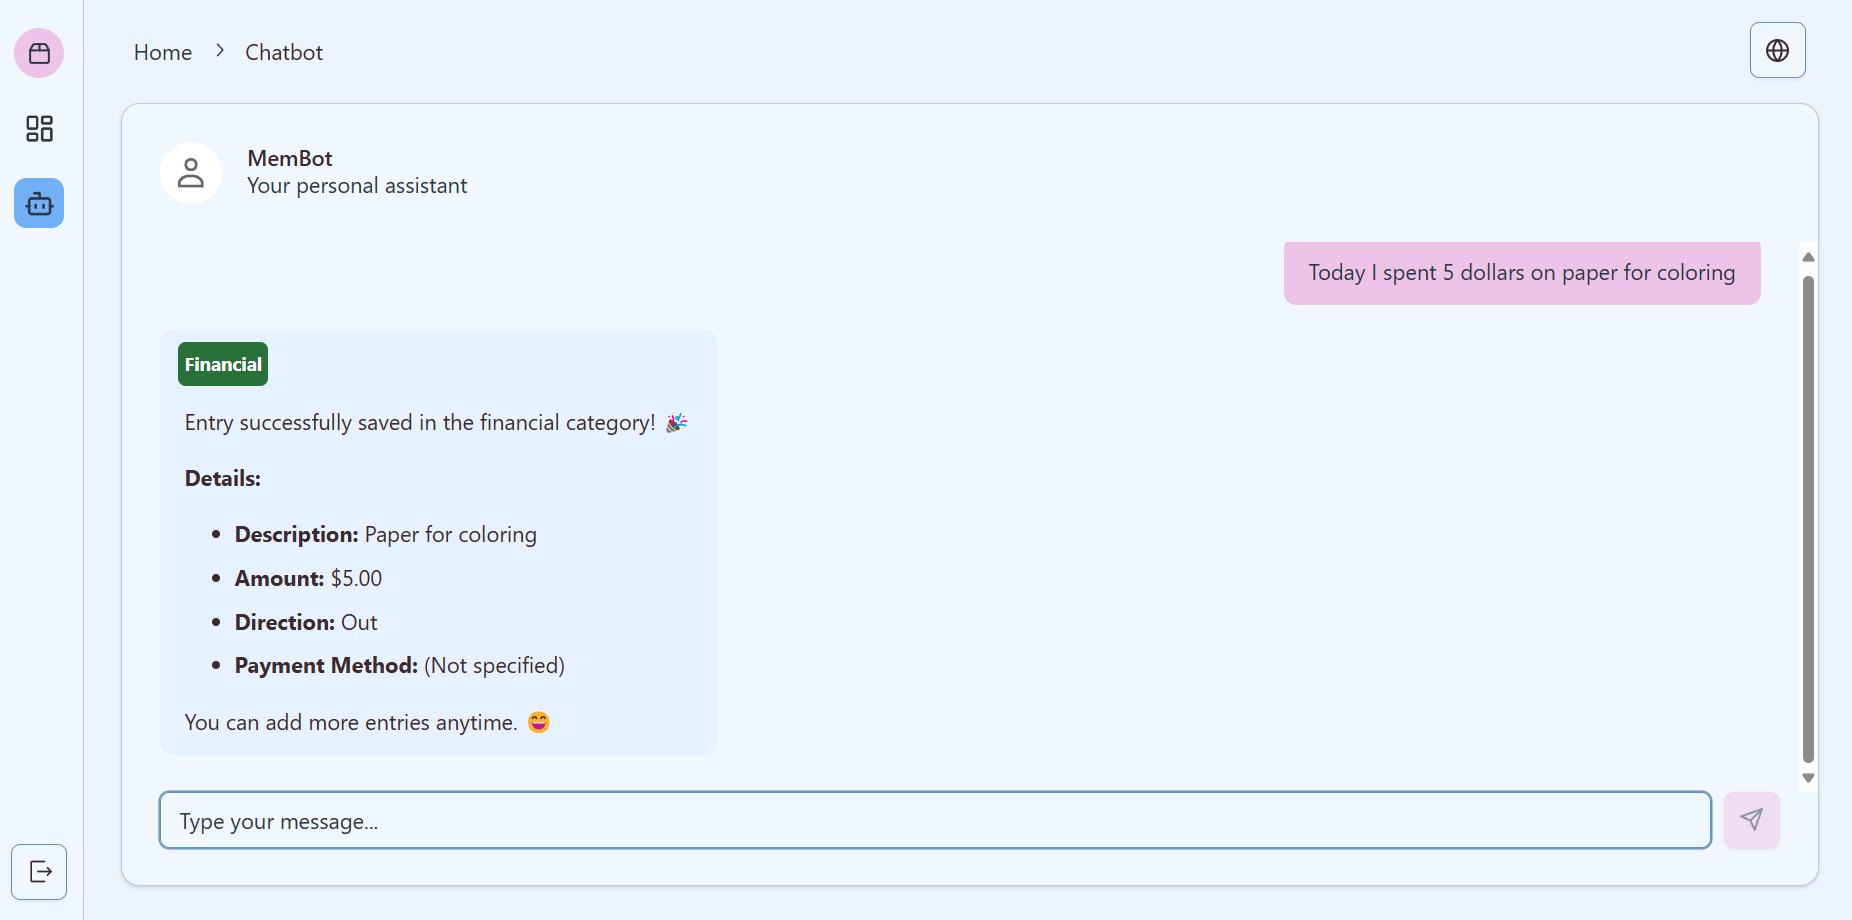 Home > Chatbot
MemBot
Your personal assistant
Today I spent 5 dollars on paper for coloring
Financial
Entry successfully saved in the financial category! 🎉
Details:
• Description: Paper for coloring
• Amount: $5.00
• Direction: Out
• Payment Method: (Not specified)
You can add more entries anytime. 😄
Type your message...